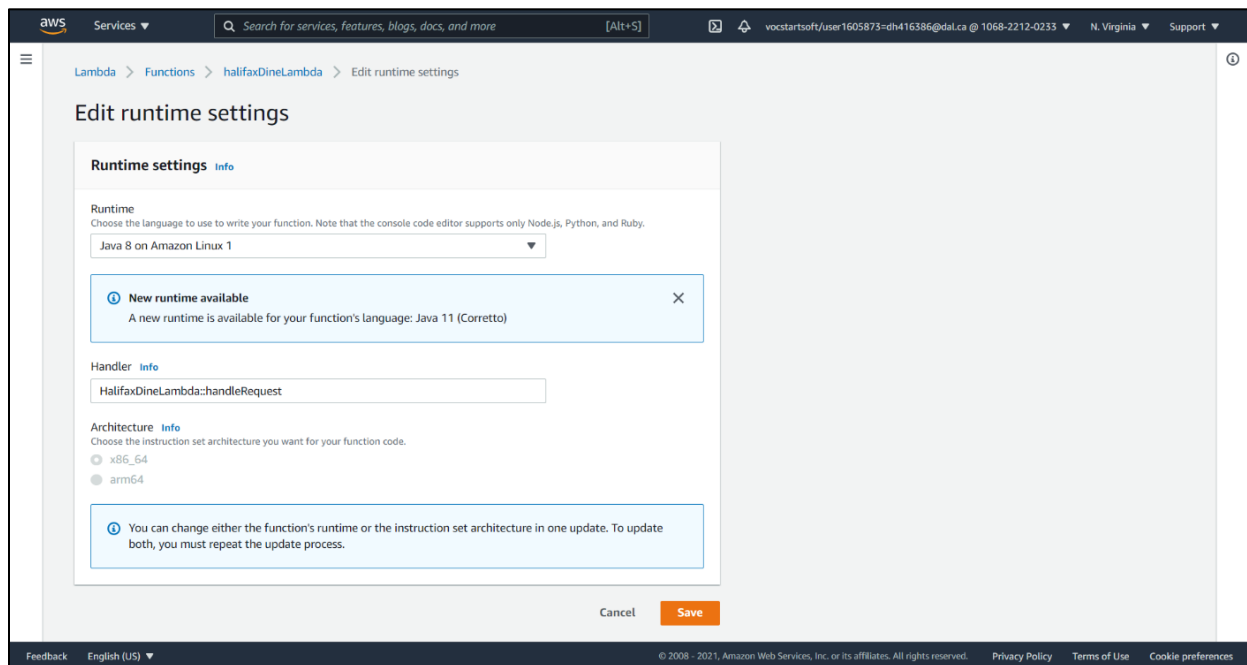 aws Services ▼ Search for services, features, blogs, docs, and more [Alt+S] vocstartsoft/user1605873=dh416386@dal.ca @ 1068-2212-0233 ▼ N. Virginia ▼ Support ▼
Lambda > Functions > halifaxDineLambda > Edit runtime settings
Edit runtime settings
Runtime settings Info
Runtime
Choose the language to use to write your function. Note that the console code editor supports only Node.js, Python, and Ruby.
Java 8 on Amazon Linux 1 ▼
New runtime available
A new runtime is available for your function's language: Java 11 (Corretto)
Handler Info
HalifaxDineLambda::handleRequest
Architecture Info
Choose the instruction set architecture you want for your function code.
x86_64
arm64
You can change either the function's runtime or the instruction set architecture in one update. To update
both, you must repeat the update process.
Cancel Save
Feedback English (US) ▼ © 2008 - 2021, Amazon Web Services, Inc. or its affiliates. All rights reserved. Privacy Policy Terms of Use Cookie preferences